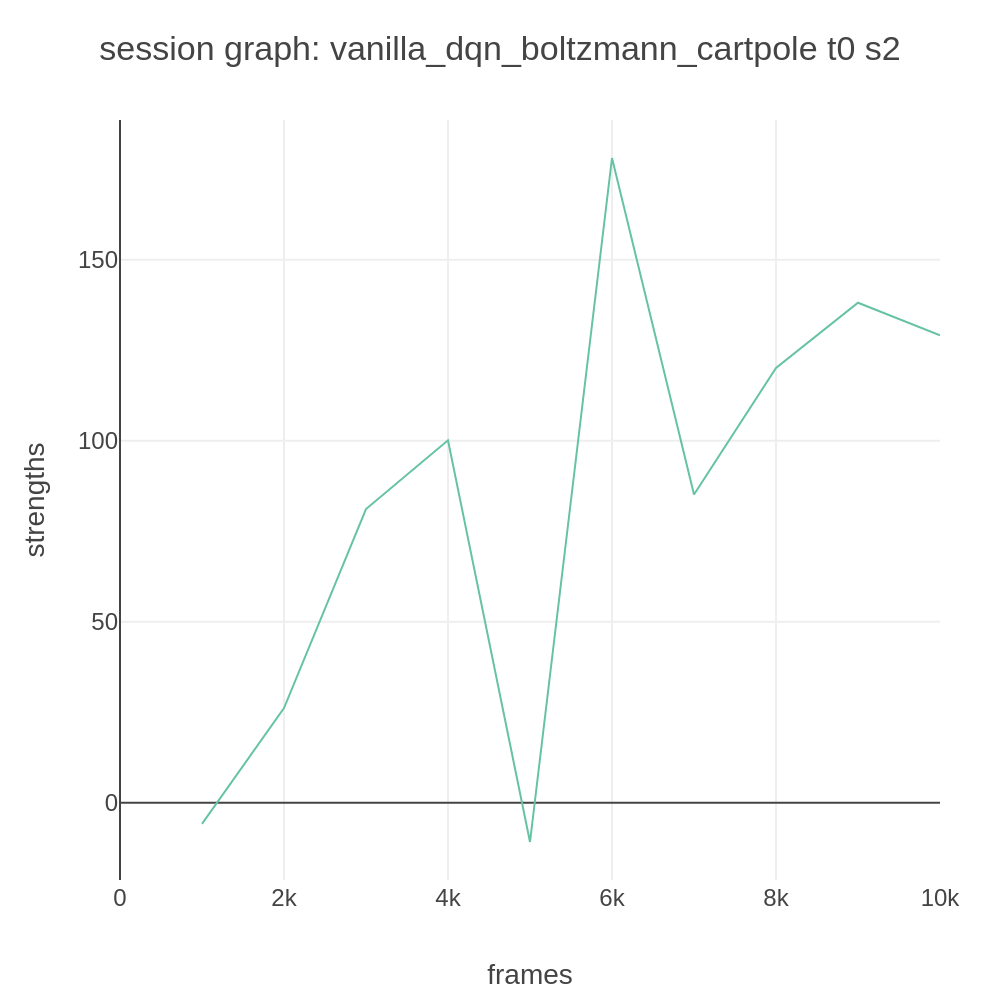 session graph: vanilla_dqn_boltzmann_cartpole t0 s2
strengths
150
100
50
0
0 2k 4k 6k 8k 10k
frames